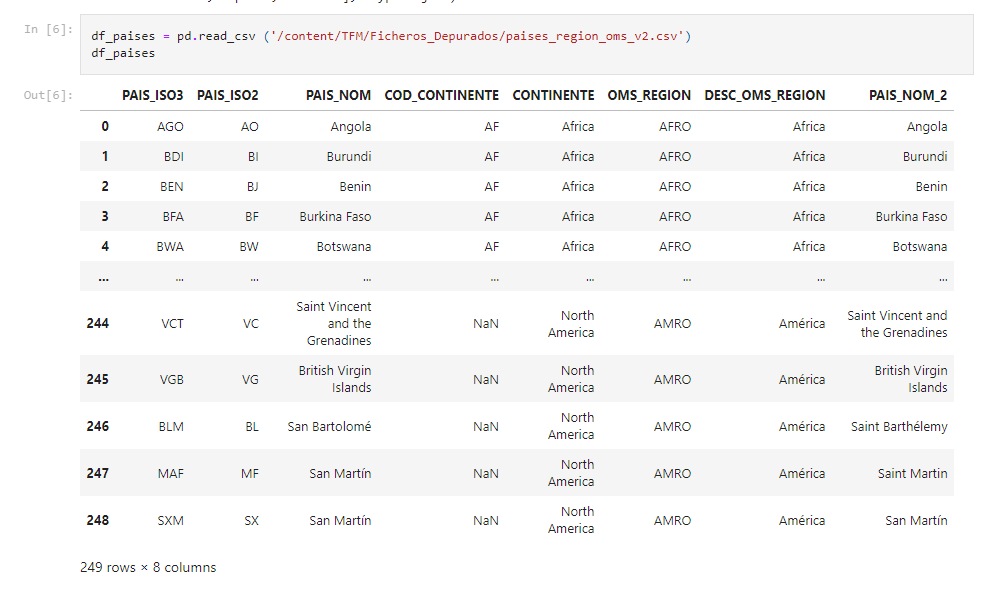 In [6]:
df_paises = pd.read_csv ('/content/TFM/Ficheros_Depurados/paises_region_oms_v2.csv')
df_paises
Out[6]:
PAIS_ISO3 PAIS_ISO2 PAIS_NOM COD_CONTINENTE CONTINENTE OMS_REGION DESC_OMS_REGION PAIS_NOM_2
0 AGO AO Angola AF Africa AFRO Africa Angola
1 BDI BI Burundi AF Africa AFRO Africa Burundi
2 BEN BJ Benin AF Africa AFRO Africa Benin
3 BFA BF Burkina Faso AF Africa AFRO Africa Burkina Faso
4 BWA BW Botswana AF Africa AFRO Africa Botswana
... ... ... ... ... ... ... ... ...
244 VCT VC Saint Vincent and the Grenadines NaN North America AMRO América Saint Vincent and the Grenadines
245 VGB VG British Virgin Islands NaN North America AMRO América British Virgin Islands
246 BLM BL San Bartolomé NaN North America AMRO América Saint Barthélemy
247 MAF MF San Martín NaN North America AMRO América Saint Martin
248 SXM SX San Martín NaN North America AMRO América San Martín
249 rows × 8 columns